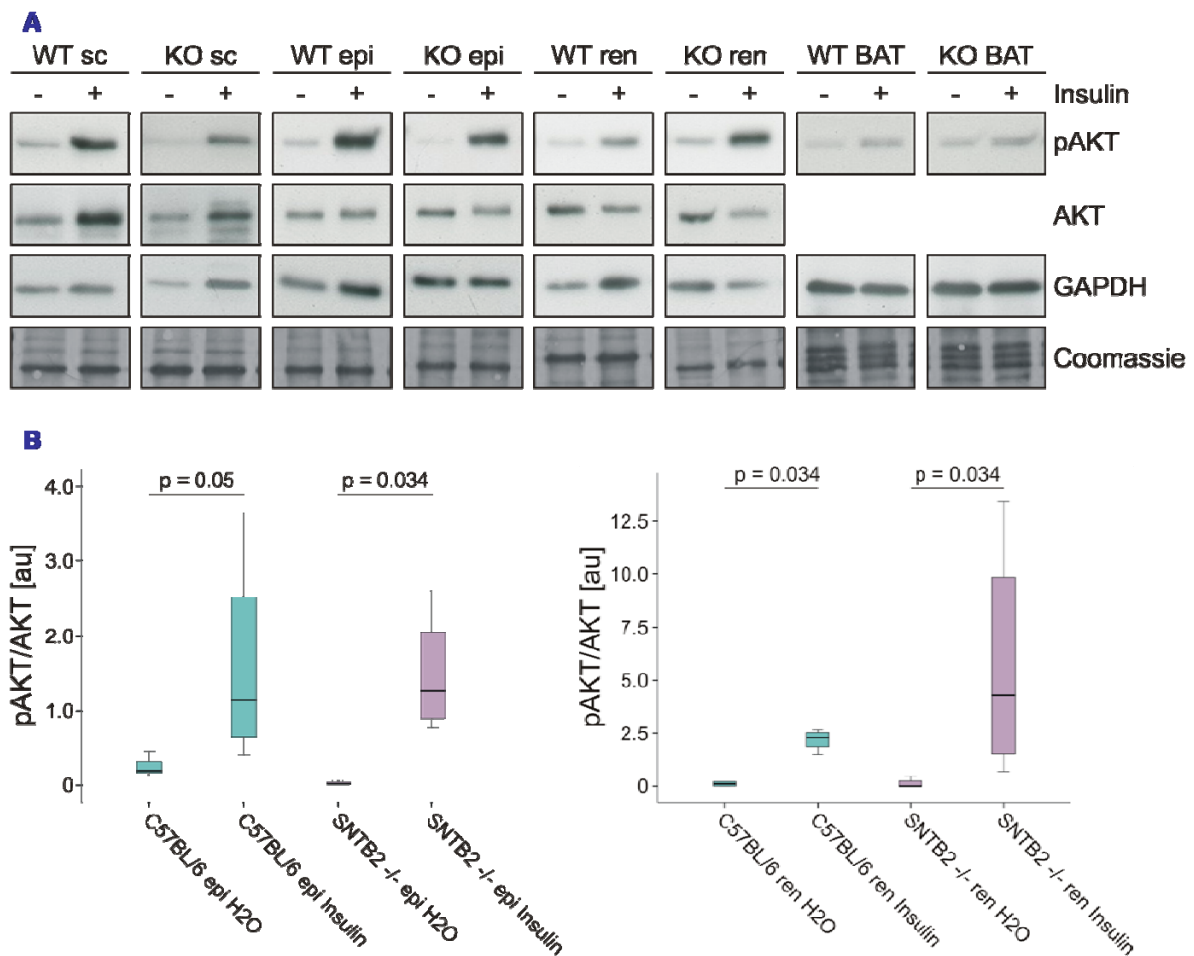 A
WT sc KO sc WT epi KO epi WT ren KO ren WT BAT KO BAT
- + - + - + - + - + - + - + - + Insulin
pAKT
AKT
GAPDH
Coomassie
B
p = 0.05 p = 0.034
4.0
3.0
2.0
1.0
0
pAKT/AKT [au]
C57BL/6 epi H2O
C57BL/6 epi Insulin
SNTB2 -/- epi H2O
SNTB2 -/- epi Insulin
p = 0.034 p = 0.034
12.5
10.0
7.5
5.0
2.5
0
pAKT/AKT [au]
C57BL/6 ren H2O
C57BL/6 ren Insulin
SNTB2 -/- ren H2O
SNTB2 -/- ren Insulin